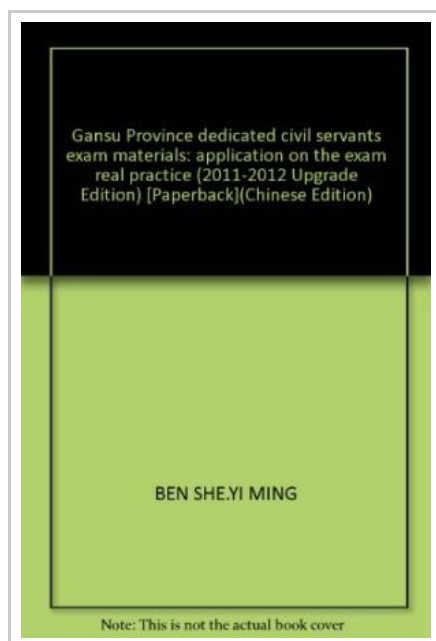 Gansu Province dedicated civil servants
exam materials: application on the exam
real practice (2011-2012 Upgrade
Edition) [Paperback](Chinese Edition)
BEN SHE.YI MING
Note: This is not the actual book cover